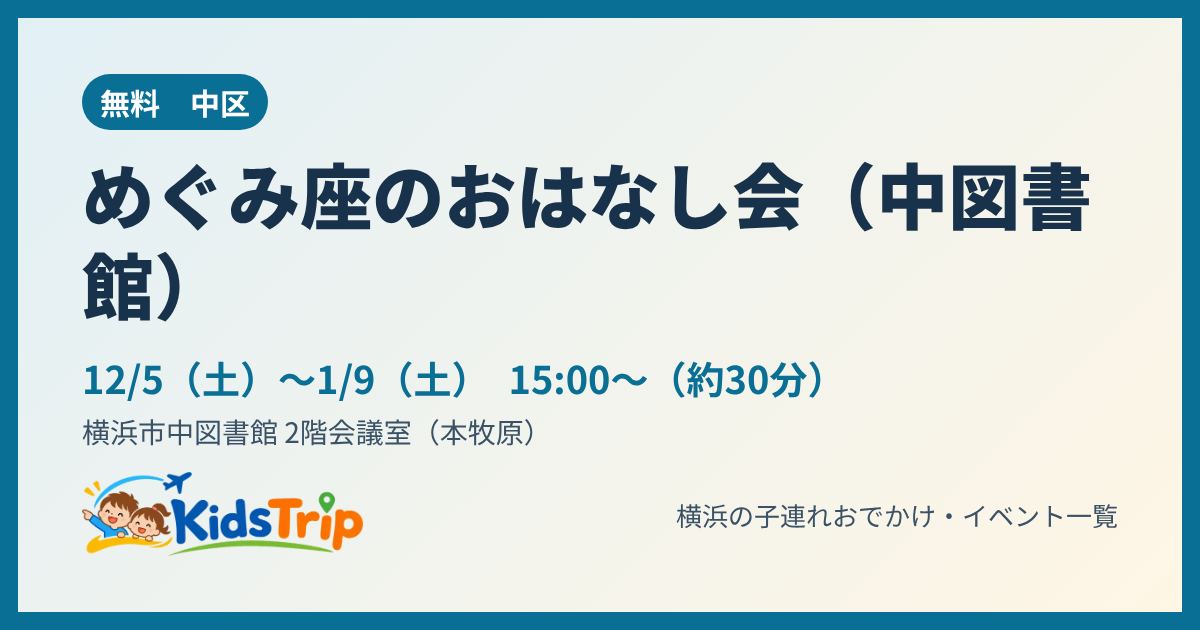 無料　中区
めぐみ座のおはなし会（中図書
館）
12/5（土）〜1/9（土）　15:00〜（約30分）
横浜市中図書館 2階会議室（本牧原）
KidsTrip
横浜の子連れおでかけ・イベント一覧